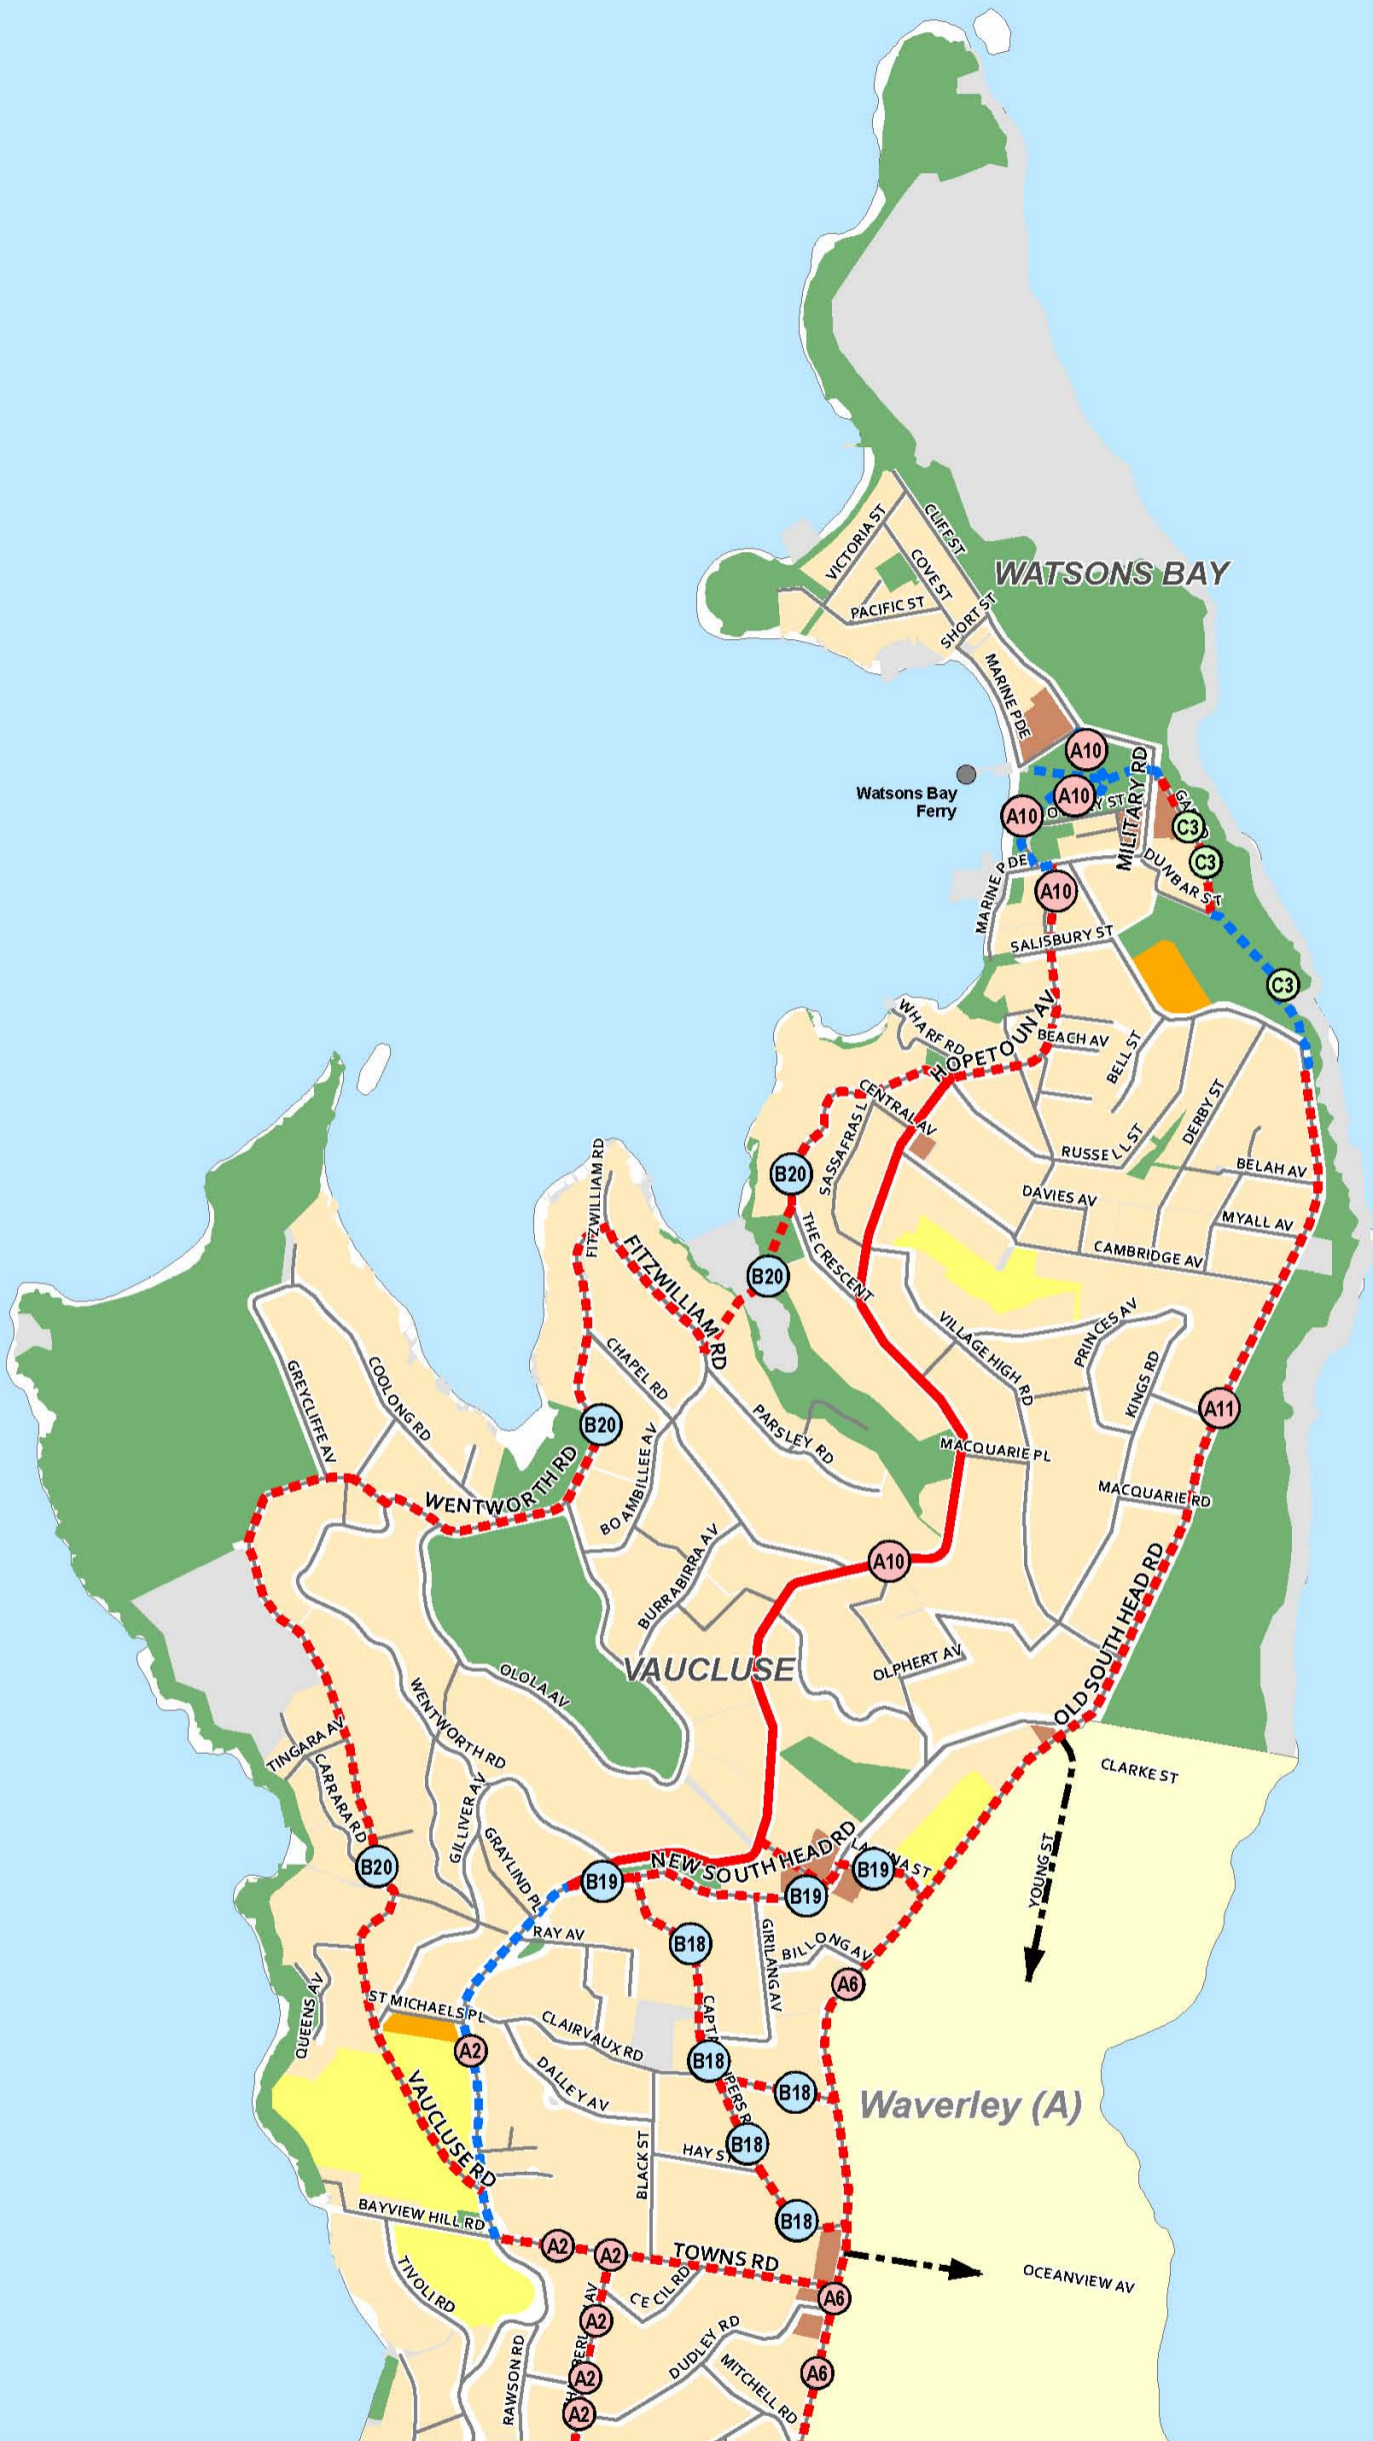 VICTORIA ST
CLIFF ST
COVE ST
WATSONS BAY
PACIFIC ST
SHORT ST
MARINE PDE
A10
MILITARY RD
Watsons Bay
Ferry
A10
A10
C3
C3
DUNBAR ST
MARINE PDE
A10
SALISBURY ST
C3
WHARF RD
HOPETOUN AV
BEACH AV
BELL ST
CENTRAL AV
DERBY ST
SASSAFRAS L
RUSSELL ST
FITZWILLIAM RD
B20
BELAH AV
DAVIES AV
MYALL AV
THE CRESCENT
CAMBRIDGE AV
FITZWILLIAM RD
B20
VILLAGE HIGH RD
PRINCES AV
CHAPEL RD
COOLONG RD
GREYCLIFFE AV
KINGS RD
A11
B20
PARSLEY RD
MACQUARIE PL
BOAMBILLEE AV
WENTWORTH RD
MACQUARIE RD
A10
BURRABIRRA AV
OLD SOUTH HEAD RD
OLPHERT AV
VAUCLUSE
OLOLA AV
WENTWORTH RD
TINGARA AV
CARRARA RD
CLARKE ST
GILLIVER AV
YOUNG ST
GRAYLIND PL
NEW SOUTH HEAD RD
B20
B19
B19
B19
RAY AV
B18
GIRILANG AV
BILLONG AV
A6
QUEENS AV
ST MICHAELS PL
CLAIRVAUX RD
A2
B18
DALLEY AV
B18
Waverley (A)
VAUCLUSE RD
BLACK ST
HAY ST
B18
BAYVIEW HILL RD
B18
A2
A2
TOWNS RD
OCEANVIEW AV
TIVOLI RD
CECIL RD
A6
A2
DUDLEY RD
RAWSON RD
MITCHELL RD
A2
A6
A2